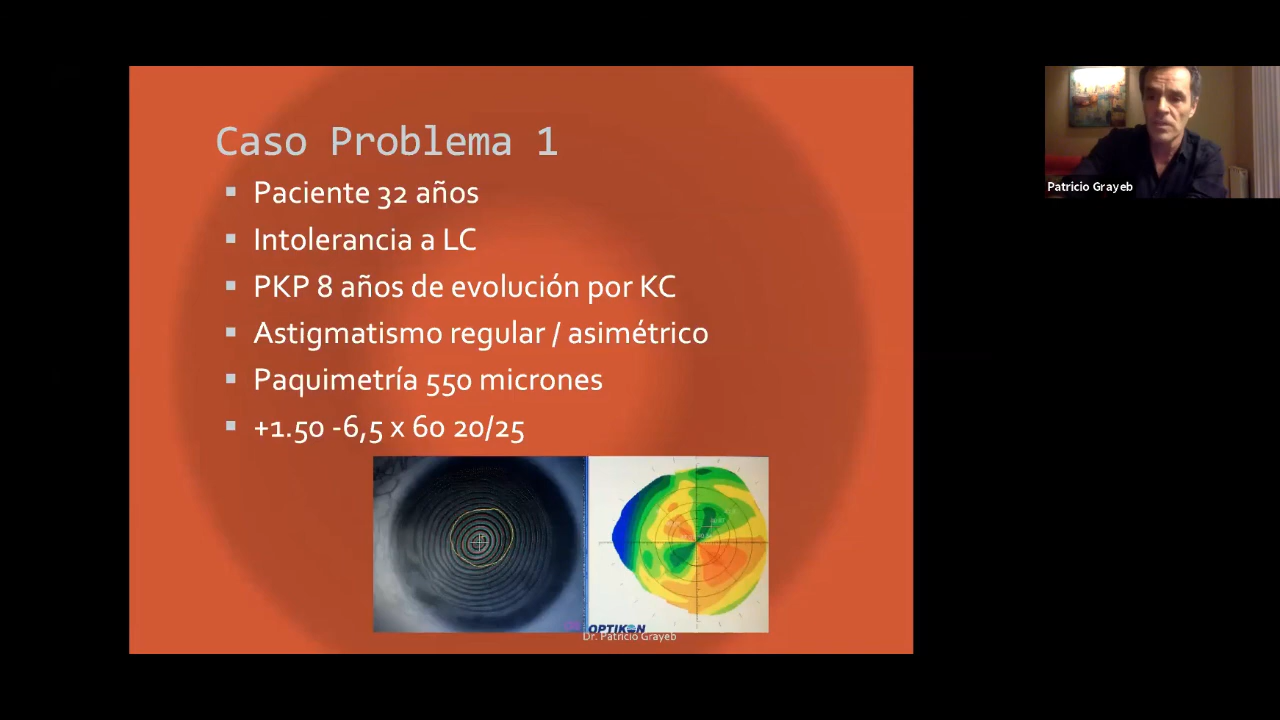 Caso Problema 1
Paciente 32 años
Intolerancia a LC
PKP 8 años de evolución por KC
Astigmatismo regular / asimétrico
Paquimetría 550 micrones
+1.50 -6,5 x 60 20/25
OPTIKON
Dr. Patricio Grayeb
Patricio Grayeb